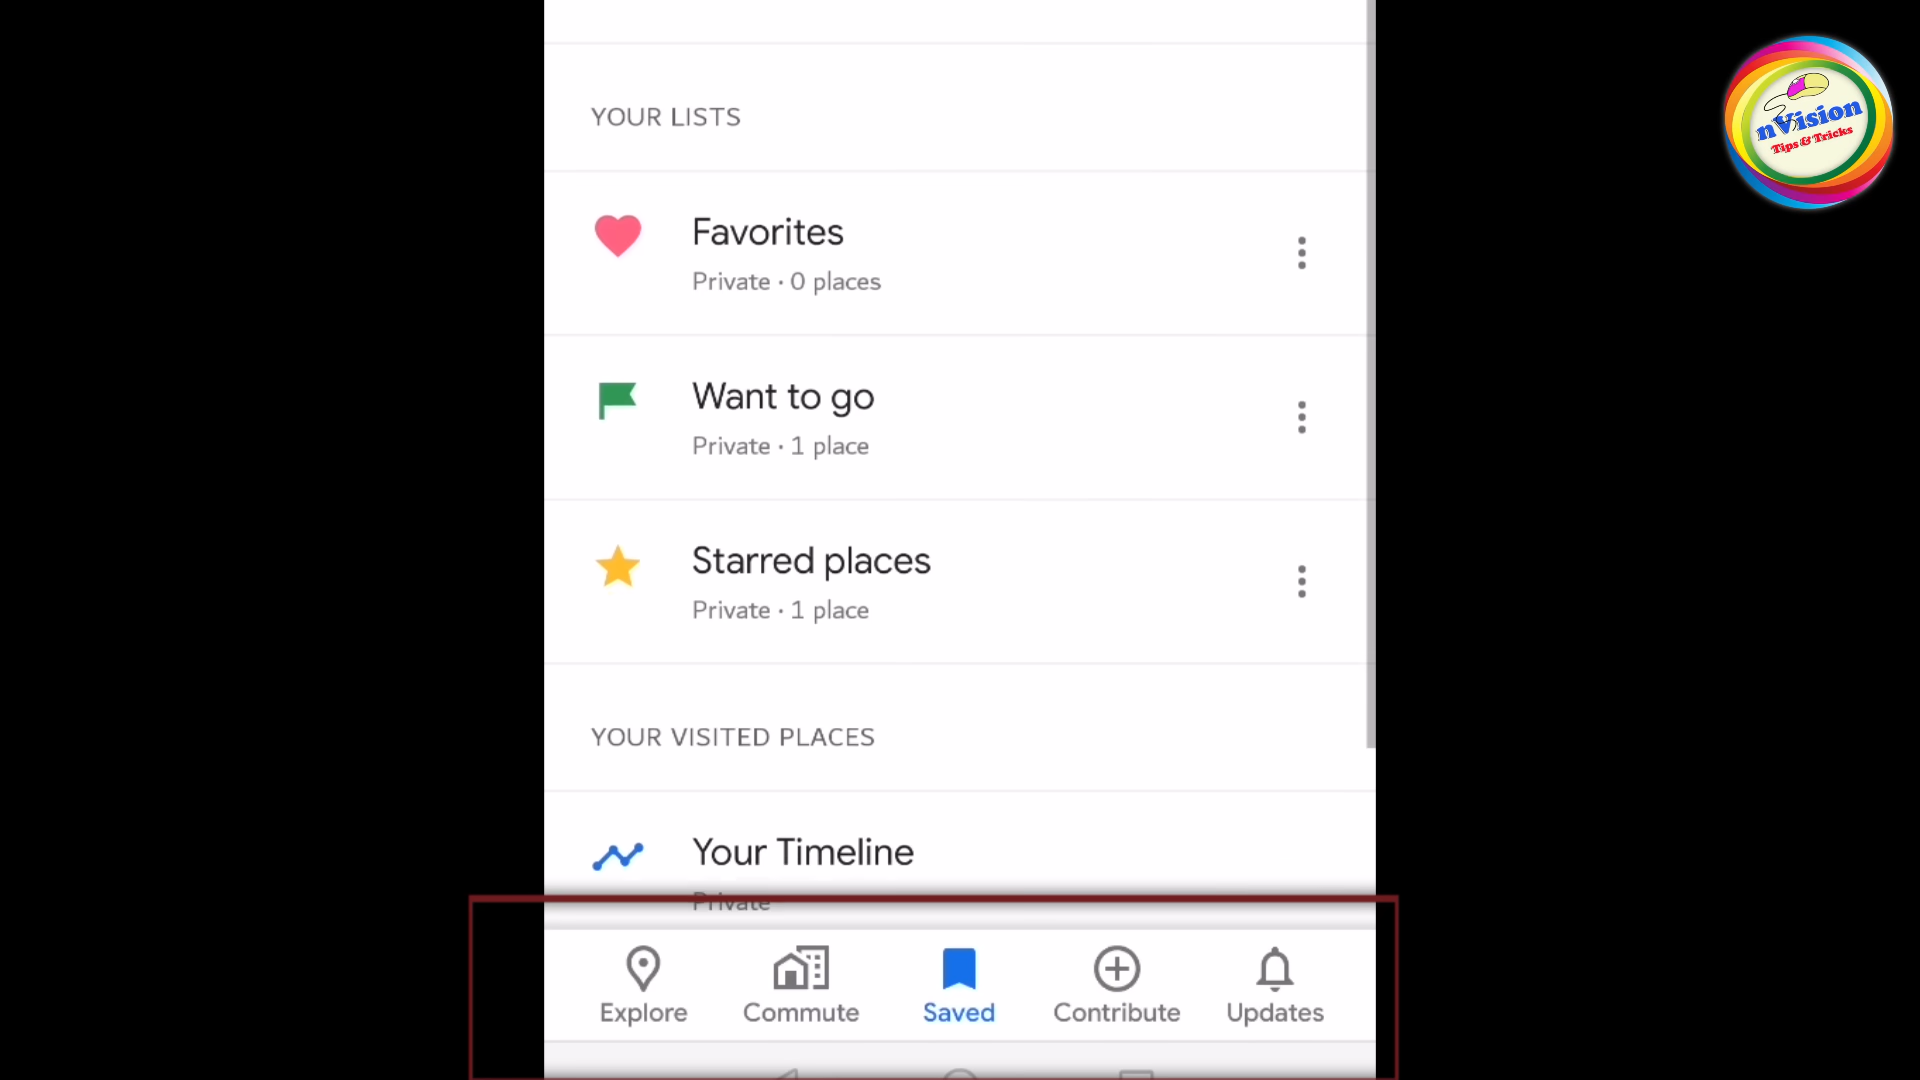 YOUR LISTS
Favorites
Private · 0 places
Want to go
Private · 1 place
Starred places
Private · 1 place
YOUR VISITED PLACES
Your Timeline
Private
Explore
Commute
Saved
Contribute
Updates
nVision
Tips & Tricks